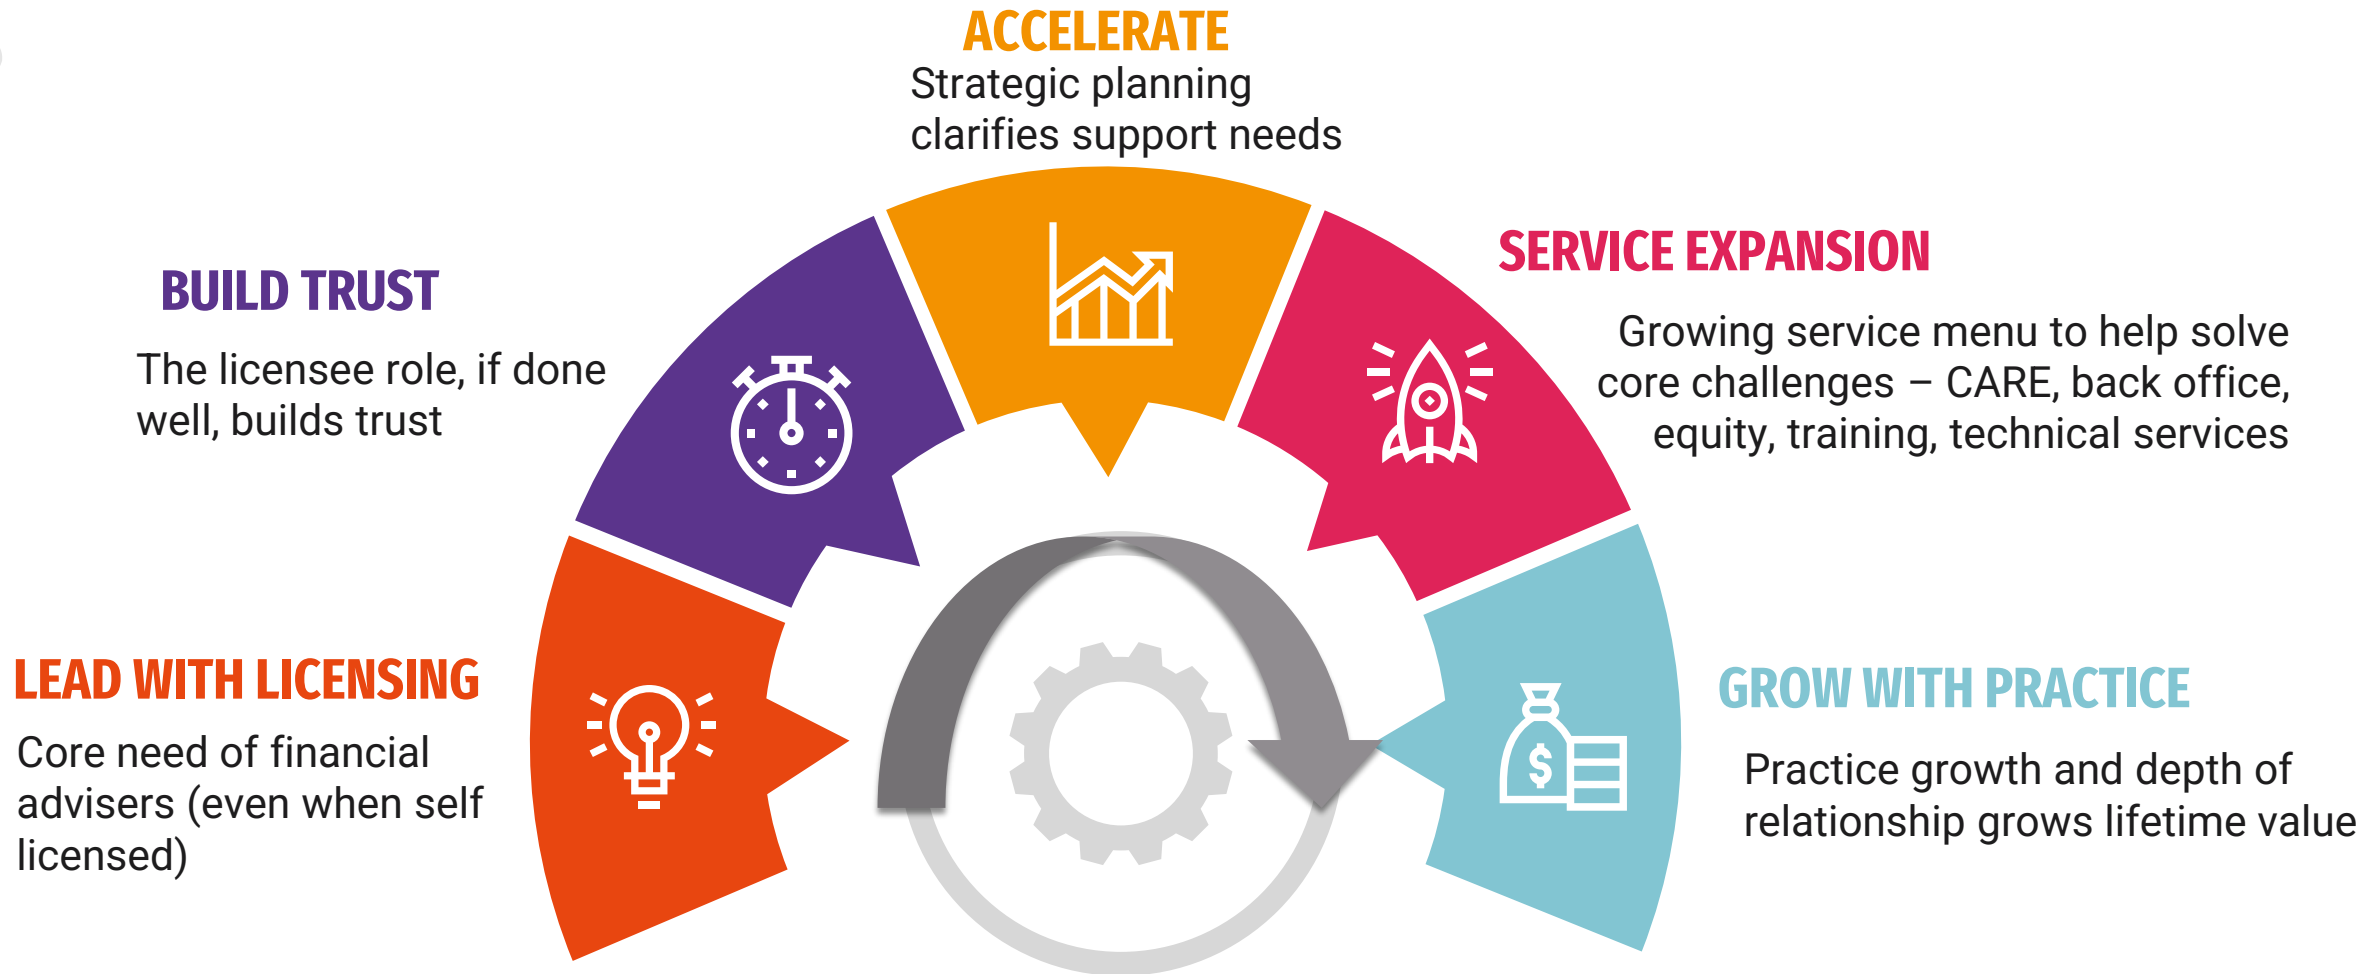 ACCELERATE
Strategic planning
clarifies support needs
BUILD TRUST
The licensee role, if done
well, builds trust
SERVICE EXPANSION
Growing service menu to help solve
core challenges – CARE, back office,
equity, training, technical services
LEAD WITH LICENSING
Core need of financial
advisers (even when self
licensed)
GROW WITH PRACTICE
$
Practice growth and depth of
relationship grows lifetime value